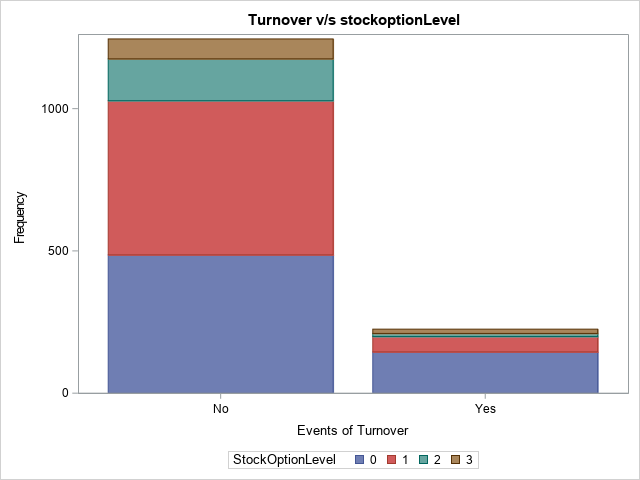 Turnover v/s stockoptionLevel
1000
500
0
Frequency
No Yes
Events of Turnover
StockOptionLevel 0 1 2 3